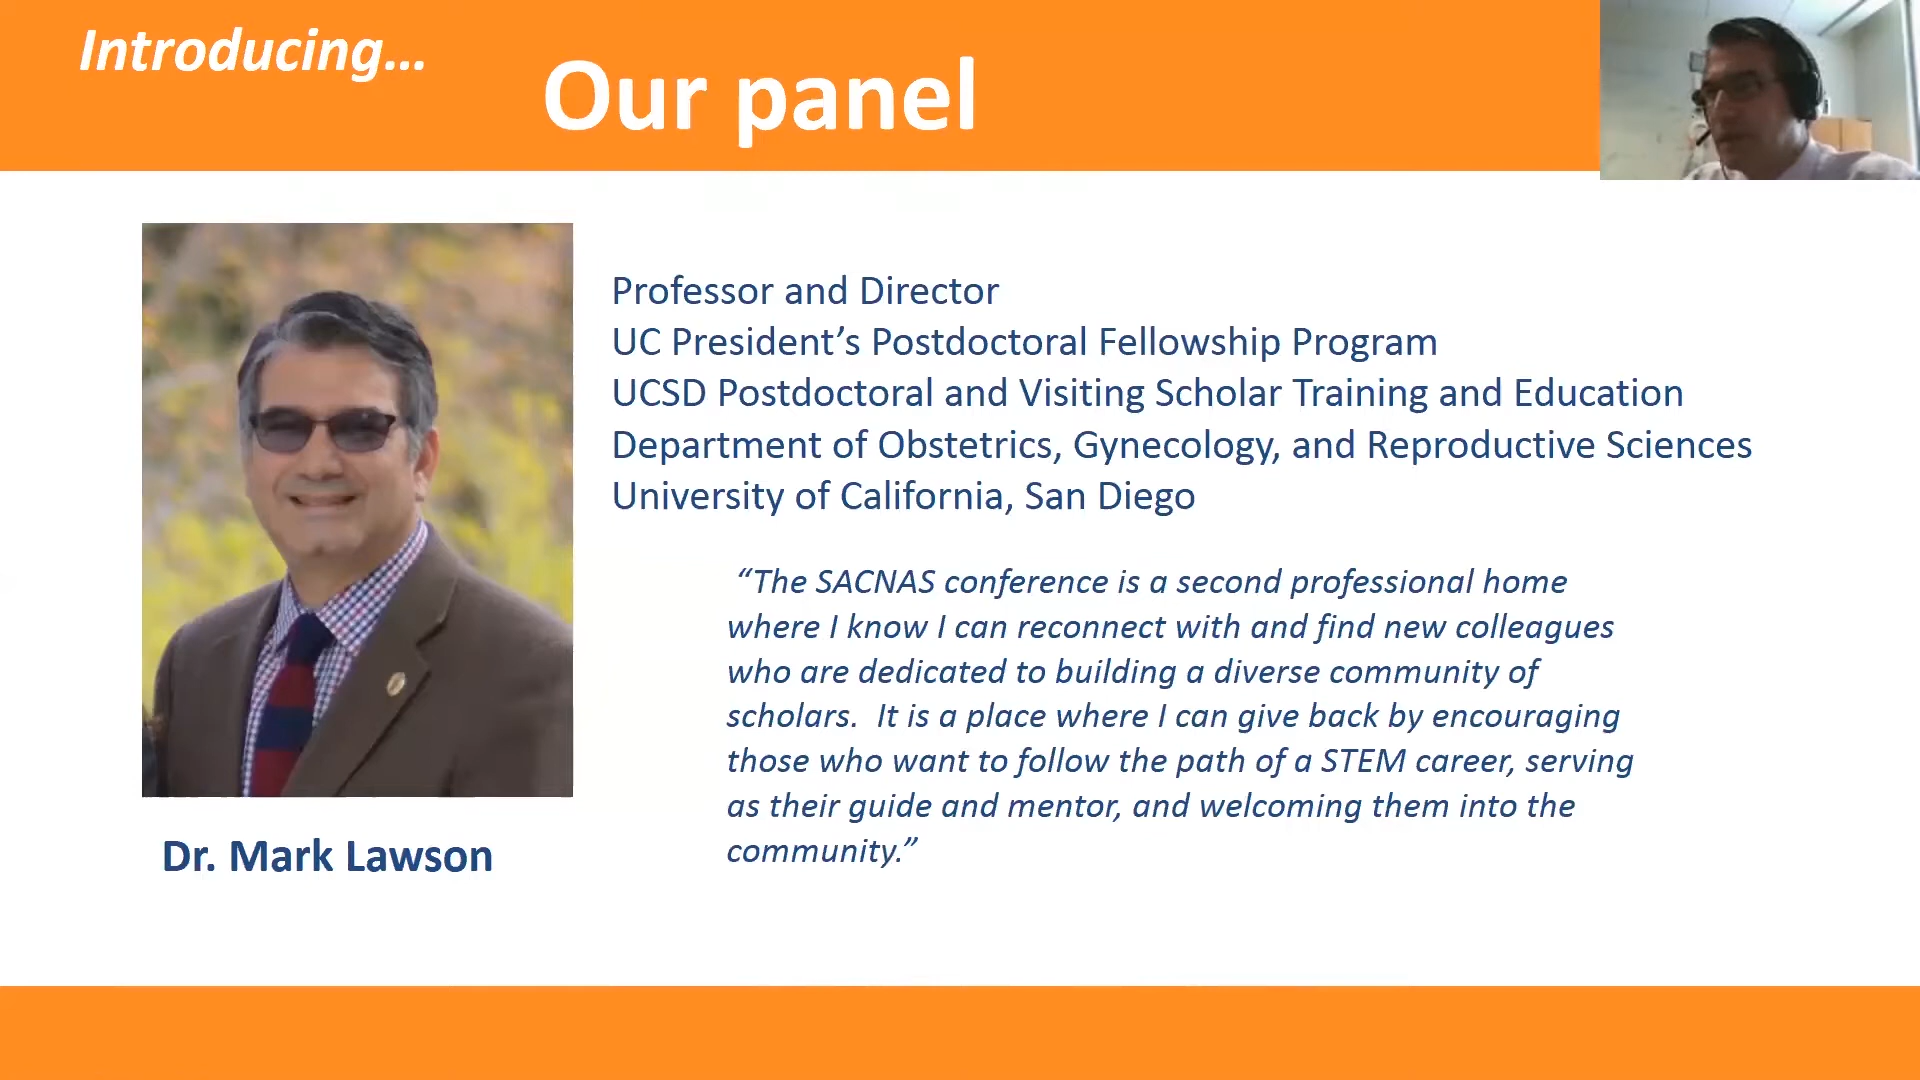 Introducing...
Our panel
Professor and Director
UC President’s Postdoctoral Fellowship Program
UCSD Postdoctoral and Visiting Scholar Training and Education
Department of Obstetrics, Gynecology, and Reproductive Sciences
University of California, San Diego
“The SACNAS conference is a second professional home
where I know I can reconnect with and find new colleagues
who are dedicated to building a diverse community of
scholars.  It is a place where I can give back by encouraging
those who want to follow the path of a STEM career, serving
as their guide and mentor, and welcoming them into the
community.”
Dr. Mark Lawson